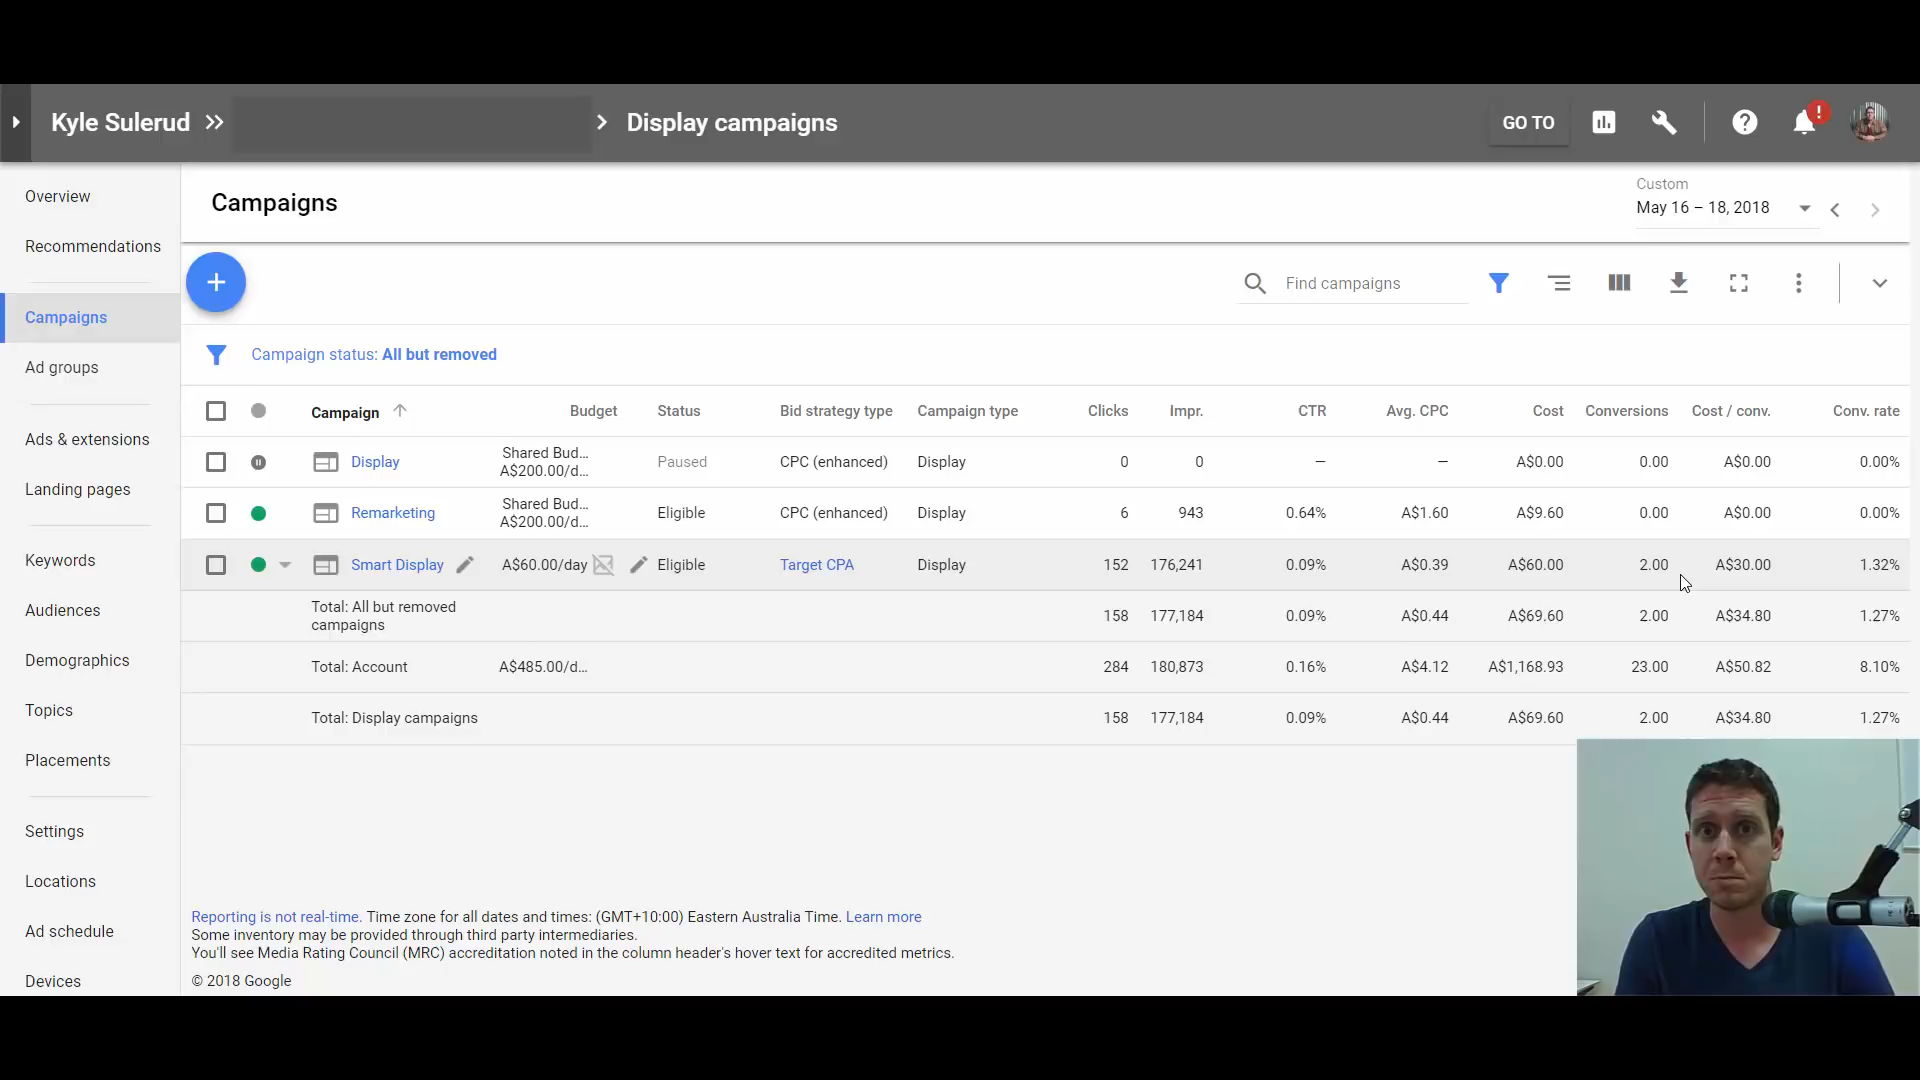 Kyle Sulerud
Display campaigns
GO TO
!
Overview
Recommendations
Campaigns
Ad groups
Ads & extensions
Landing pages
Keywords
Audiences
Demographics
Topics
Placements
Settings
Locations
Ad schedule
Devices
Campaigns
Custom
May 16 – 18, 2018
Find campaigns
Campaign status: All but removed
Campaign Budget Status Bid strategy type Campaign type Clicks Impr. CTR Avg. CPC Cost Conversions Cost / conv. Conv. rate
Display Shared Bud... A$200.00/d... Paused CPC (enhanced) Display 0 0 — — A$0.00 0.00 A$0.00 0.00%
Remarketing Shared Bud... A$200.00/d... Eligible CPC (enhanced) Display 6 943 0.64% A$1.60 A$9.60 0.00 A$0.00 0.00%
Smart Display A$60.00/day Eligible Target CPA Display 152 176,241 0.09% A$0.39 A$60.00 2.00 A$30.00 1.32%
Total: All but removed campaigns 158 177,184 0.09% A$0.44 A$69.60 2.00 A$34.80 1.27%
Total: Account A$485.00/d... 284 180,873 0.16% A$4.12 A$1,168.93 23.00 A$50.82 8.10%
Total: Display campaigns 158 177,184 0.09% A$0.44 A$69.60 2.00 A$34.80 1.27%
Reporting is not real-time. Time zone for all dates and times: (GMT+10:00) Eastern Australia Time. Learn more
Some inventory may be provided through third party intermediaries.
You'll see Media Rating Council (MRC) accreditation noted in the column header's hover text for accredited metrics.
© 2018 Google